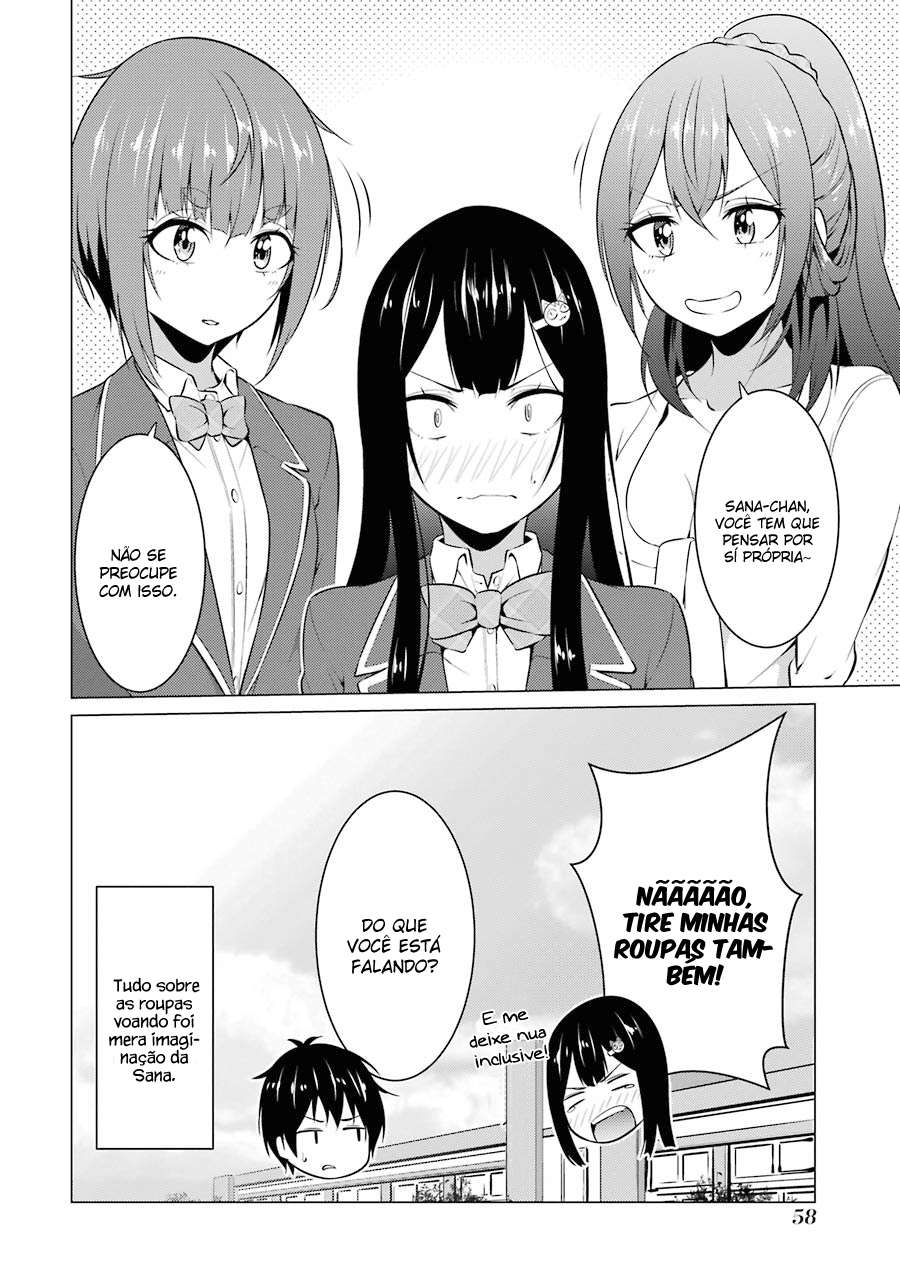 SANA-CHAN,
VOCÊ TEM QUE
PENSAR POR
SÍ PRÓPRIA~
NÃO SE
PREOCUPE
COM ISSO.
NÃÃÃÃÃO,
TIRE MINHAS
ROUPAS TAM-
BÉM!
E me
deixe nua
inclusive!
DO QUE
VOCÊ ESTÁ
FALANDO?
Tudo sobre
as roupas
voando foi
mera imagi-
nação da
Sana.
58